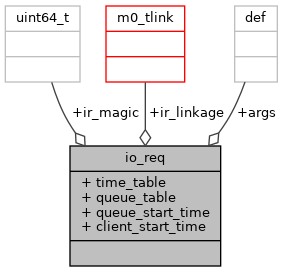 uint64_t
m0_tlink
def
+ir_magic
+ir_linkage
+args
io_req
+ time_table
+ queue_table
+ queue_start_time
+ client_start_time